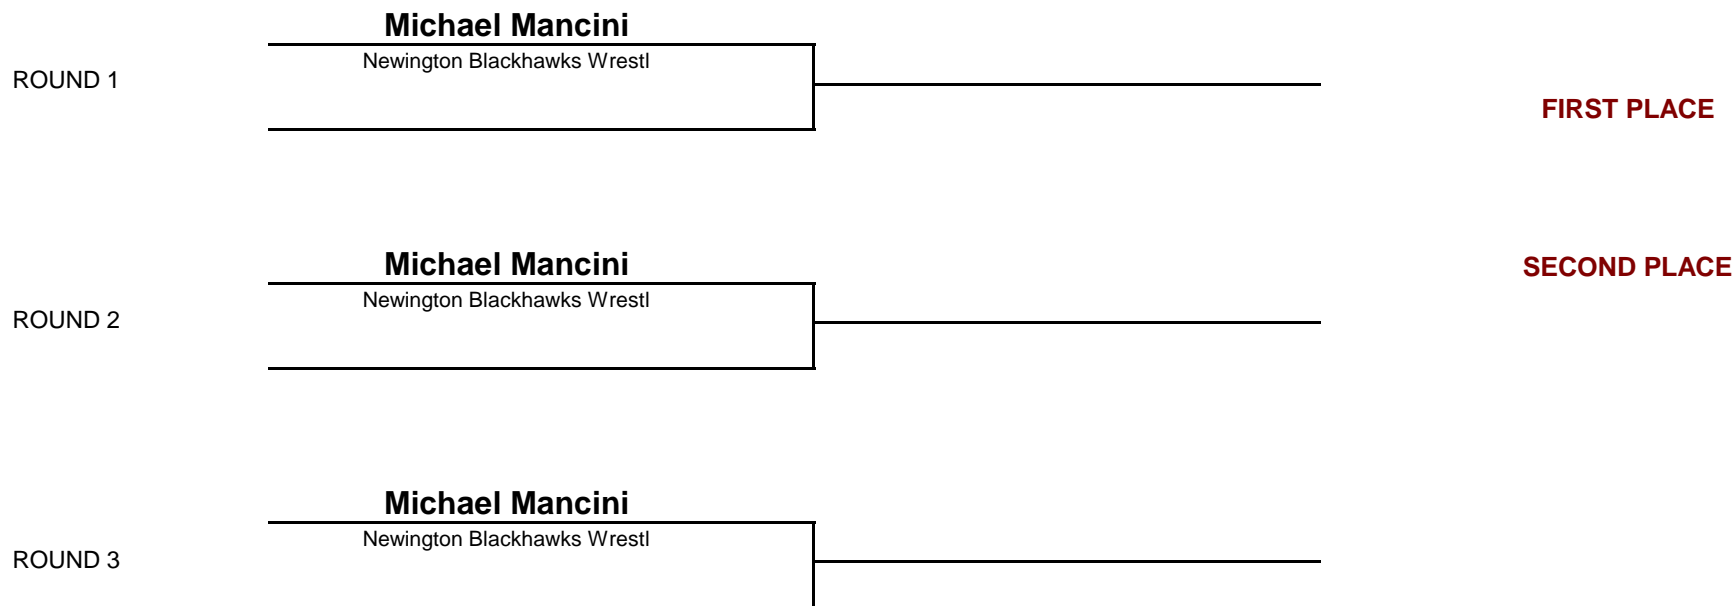 Michael Mancini
Newington Blackhawks Wrestl
ROUND 1
FIRST PLACE
Michael Mancini
SECOND PLACE
Newington Blackhawks Wrestl
ROUND 2
Michael Mancini
Newington Blackhawks Wrestl
ROUND 3